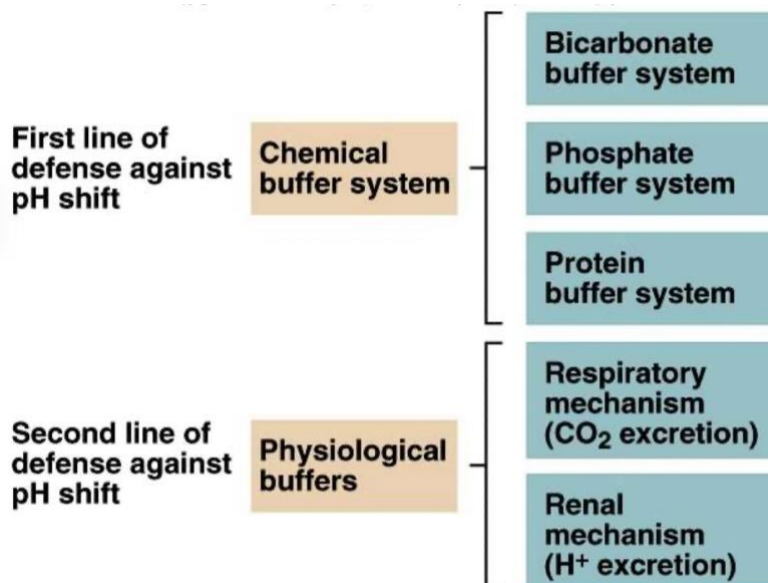 First line of
defense against
pH shift
Chemical
buffer system
Bicarbonate
buffer system
Phosphate
buffer system
Protein
buffer system
Second line of
defense against
pH shift
Physiological
buffers
Respiratory
mechanism
(CO₂ excretion)
Renal
mechanism
(H⁺ excretion)